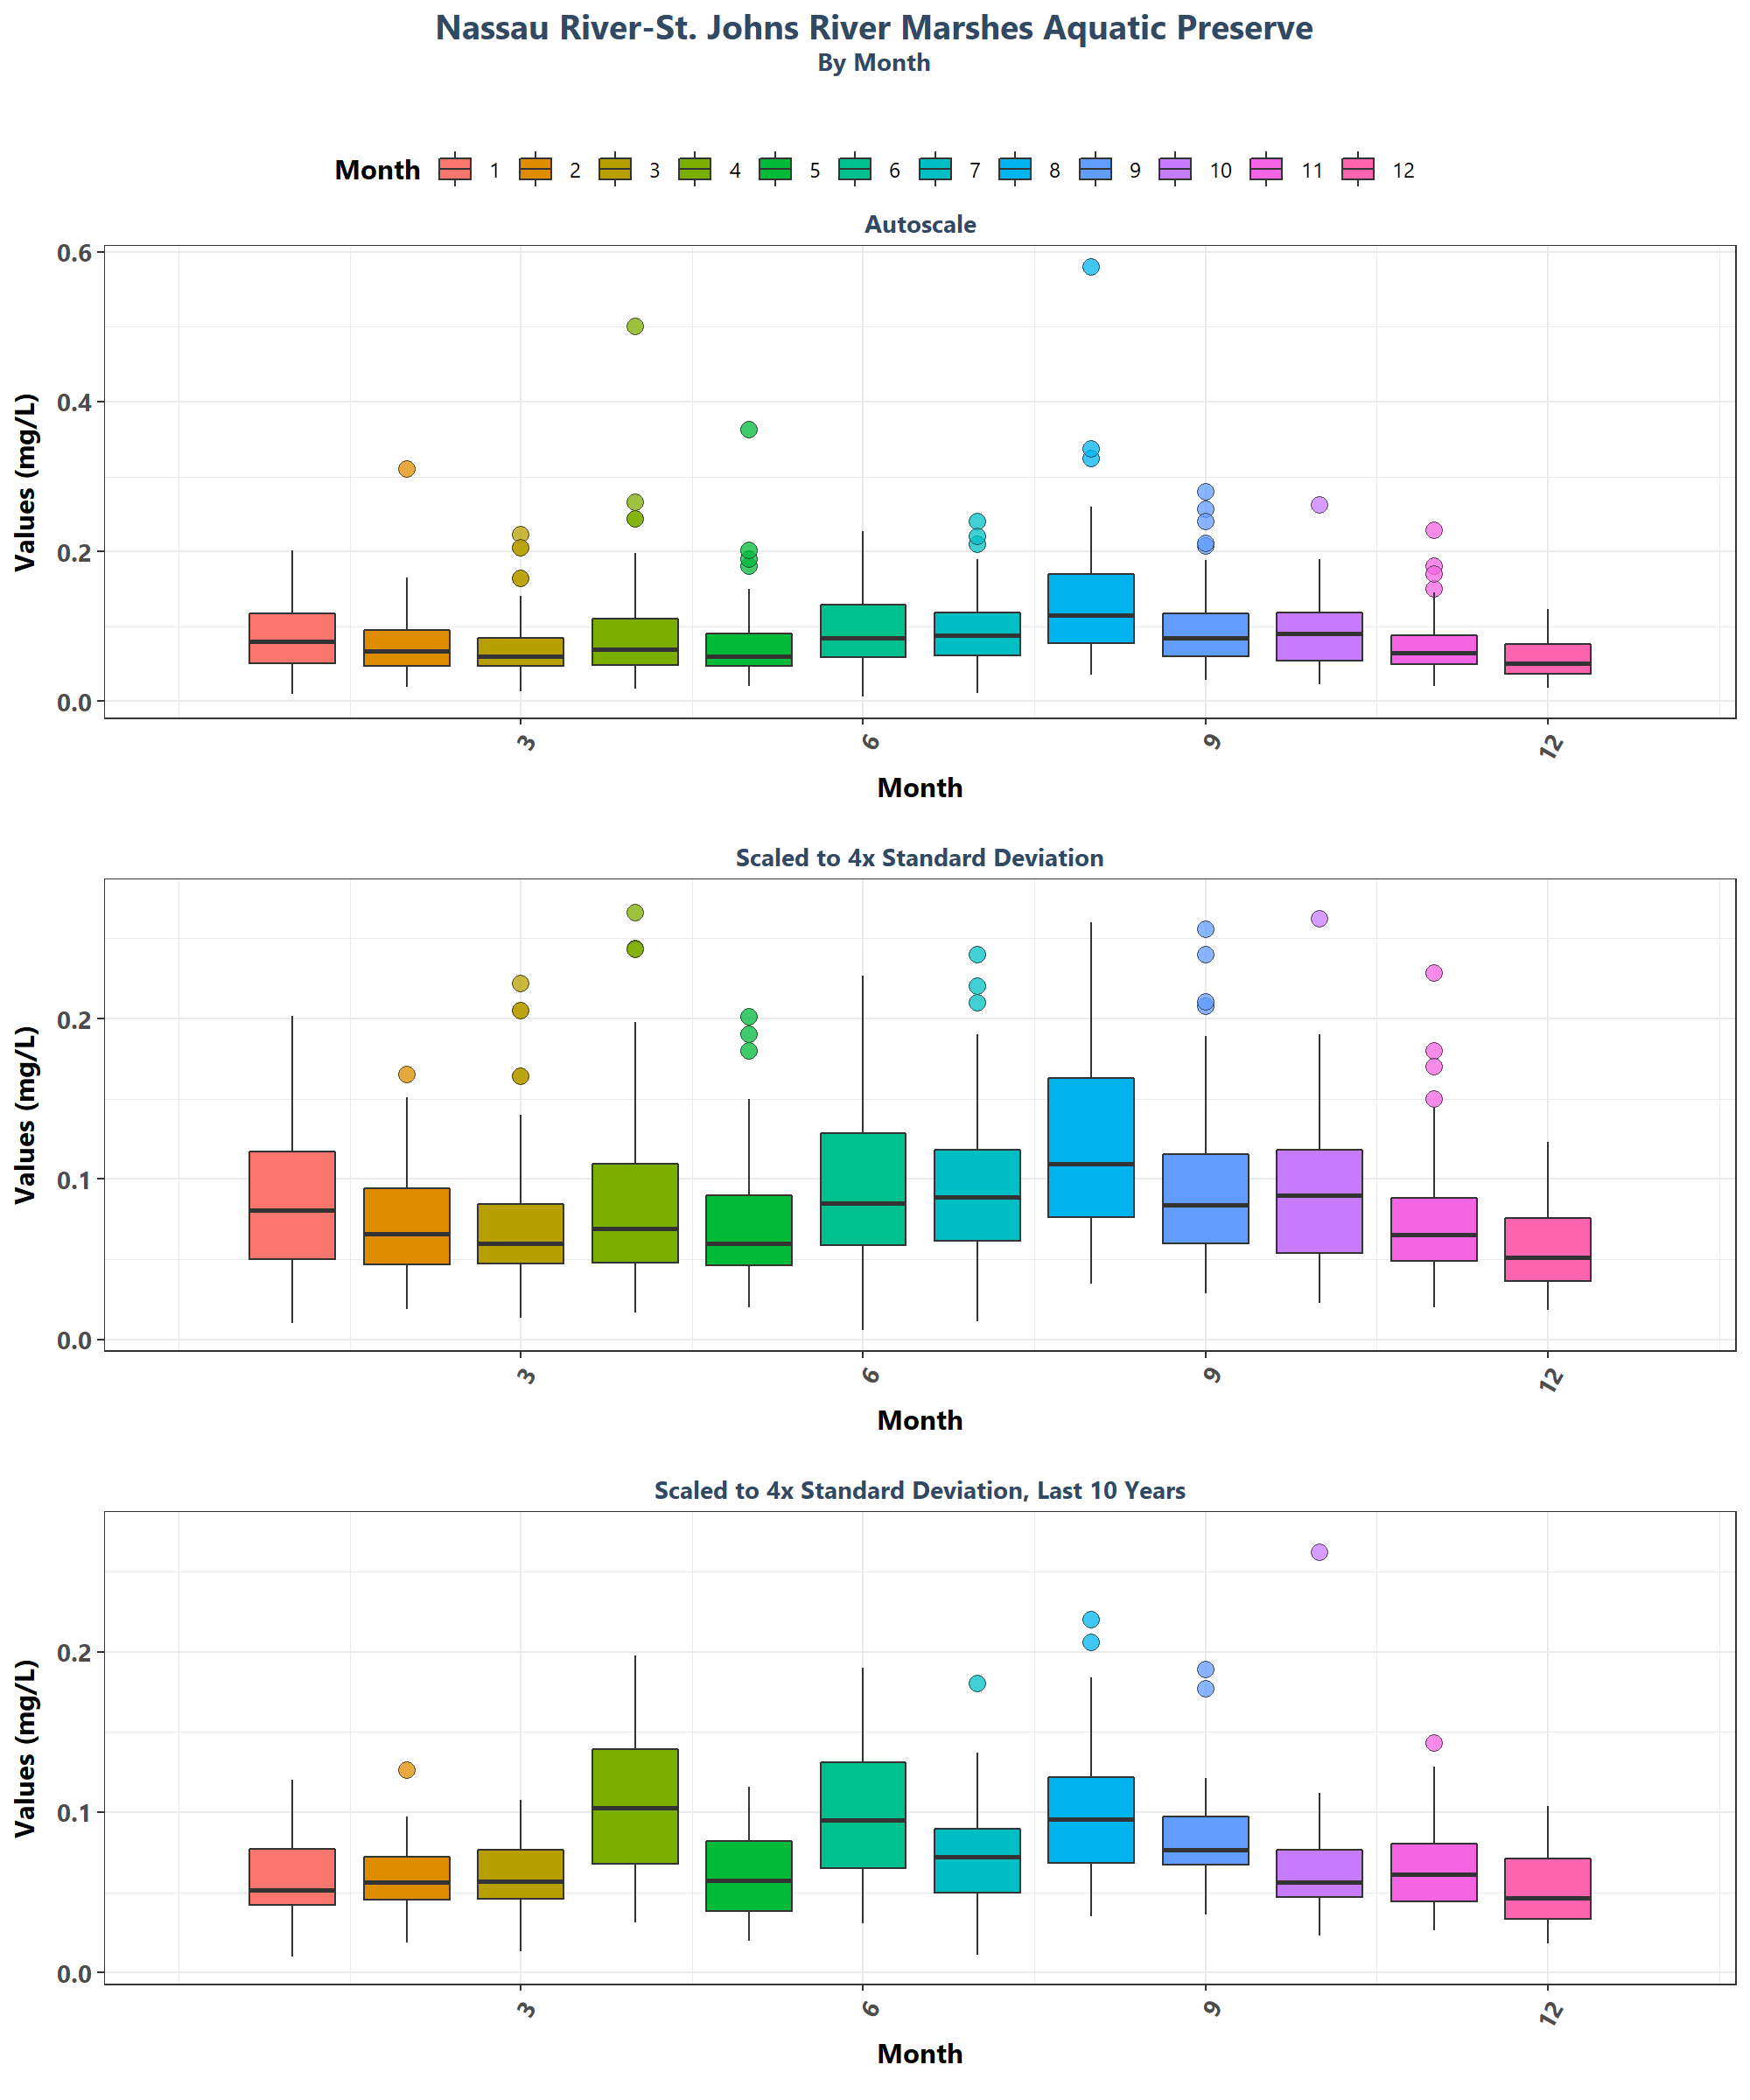 Nassau River-St. Johns River Marshes Aquatic Preserve
By Month
Month 1 2 3 4 5 6 7 8 9 10 11 12
Autoscale
Values (mg/L)
0.6
0.4
0.2
0.0
3 6 9 12
Month
Scaled to 4x Standard Deviation
Values (mg/L)
0.2
0.1
0.0
3 6 9 12
Month
Scaled to 4x Standard Deviation, Last 10 Years
Values (mg/L)
0.2
0.1
0.0
3 6 9 12
Month